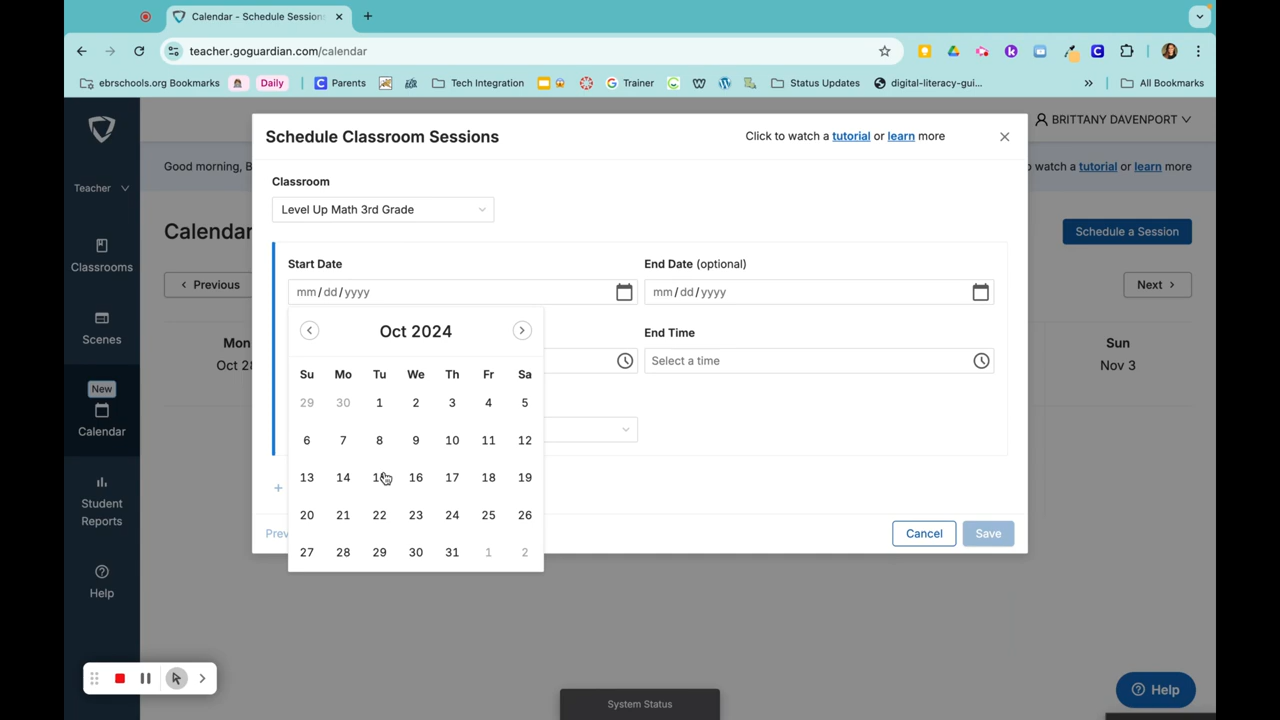 Calendar - Schedule Session
teacher.goguardian.com/calendar
ebrschools.org Bookmarks
Daily
Parents
Tech Integration
Trainer
Status Updates
digital-literacy-gui...
All Bookmarks
Schedule Classroom Sessions
Click to watch a tutorial or learn more
BRITTANY DAVENPORT
Good morning, B
o watch a tutorial or learn more
Teacher
Classroom
Level Up Math 3rd Grade
Calendar
Schedule a Session
Classrooms
Start Date
End Date (optional)
Previous
mm/dd/yyyy
mm/dd/yyyy
Next
Scenes
Oct 2024
End Time
Mon
Sun
Oct 2
Select a time
Nov 3
Su Mo Tu We Th Fr Sa
New
29 30 1 2 3 4 5
Calendar
6 7 8 9 10 11 12
13 14 15 16 17 18 19
Student
Reports
+
20 21 22 23 24 25 26
Prev
Cancel
Save
27 28 29 30 31 1 2
Help
Help
System Status